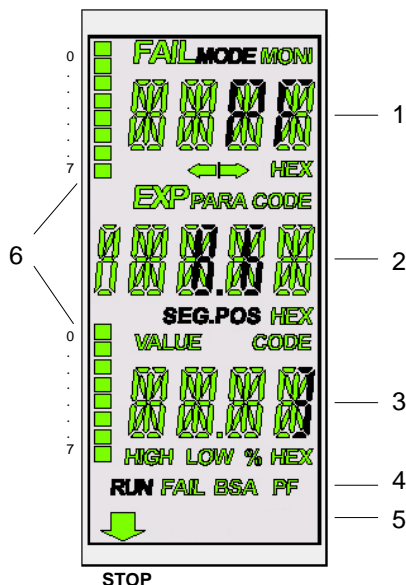 0
FAIL MODE MONI
1
7
HEX
EXP PARA CODE
6
2
SEG.POS HEX
0
VALUE CODE
3
7
HIGH LOW % HEX
RUN FAIL BSA PF
4
5
STOP